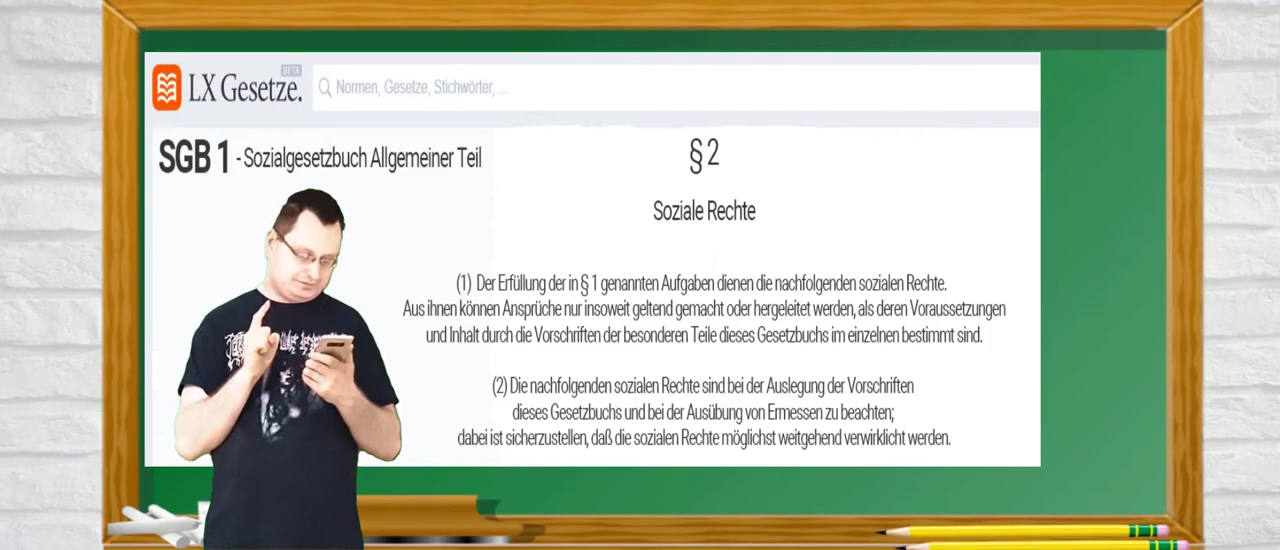 LX Gesetze.
BETA
Normen, Gesetze, Stichwörter, ...
SGB 1 - Sozialgesetzbuch Allgemeiner Teil
§ 2
Soziale Rechte
(1) Der Erfüllung der in § 1 genannten Aufgaben dienen die nachfolgenden sozialen Rechte.
Aus ihnen können Ansprüche nur insoweit geltend gemacht oder hergeleitet werden, als deren Voraussetzungen
und Inhalt durch die Vorschriften der besonderen Teile dieses Gesetzbuchs im einzelnen bestimmt sind.
(2) Die nachfolgenden sozialen Rechte sind bei der Auslegung der Vorschriften
dieses Gesetzbuchs und bei der Ausübung von Ermessen zu beachten;
dabei ist sicherzustellen, daß die sozialen Rechte möglichst weitgehend verwirklicht werden.